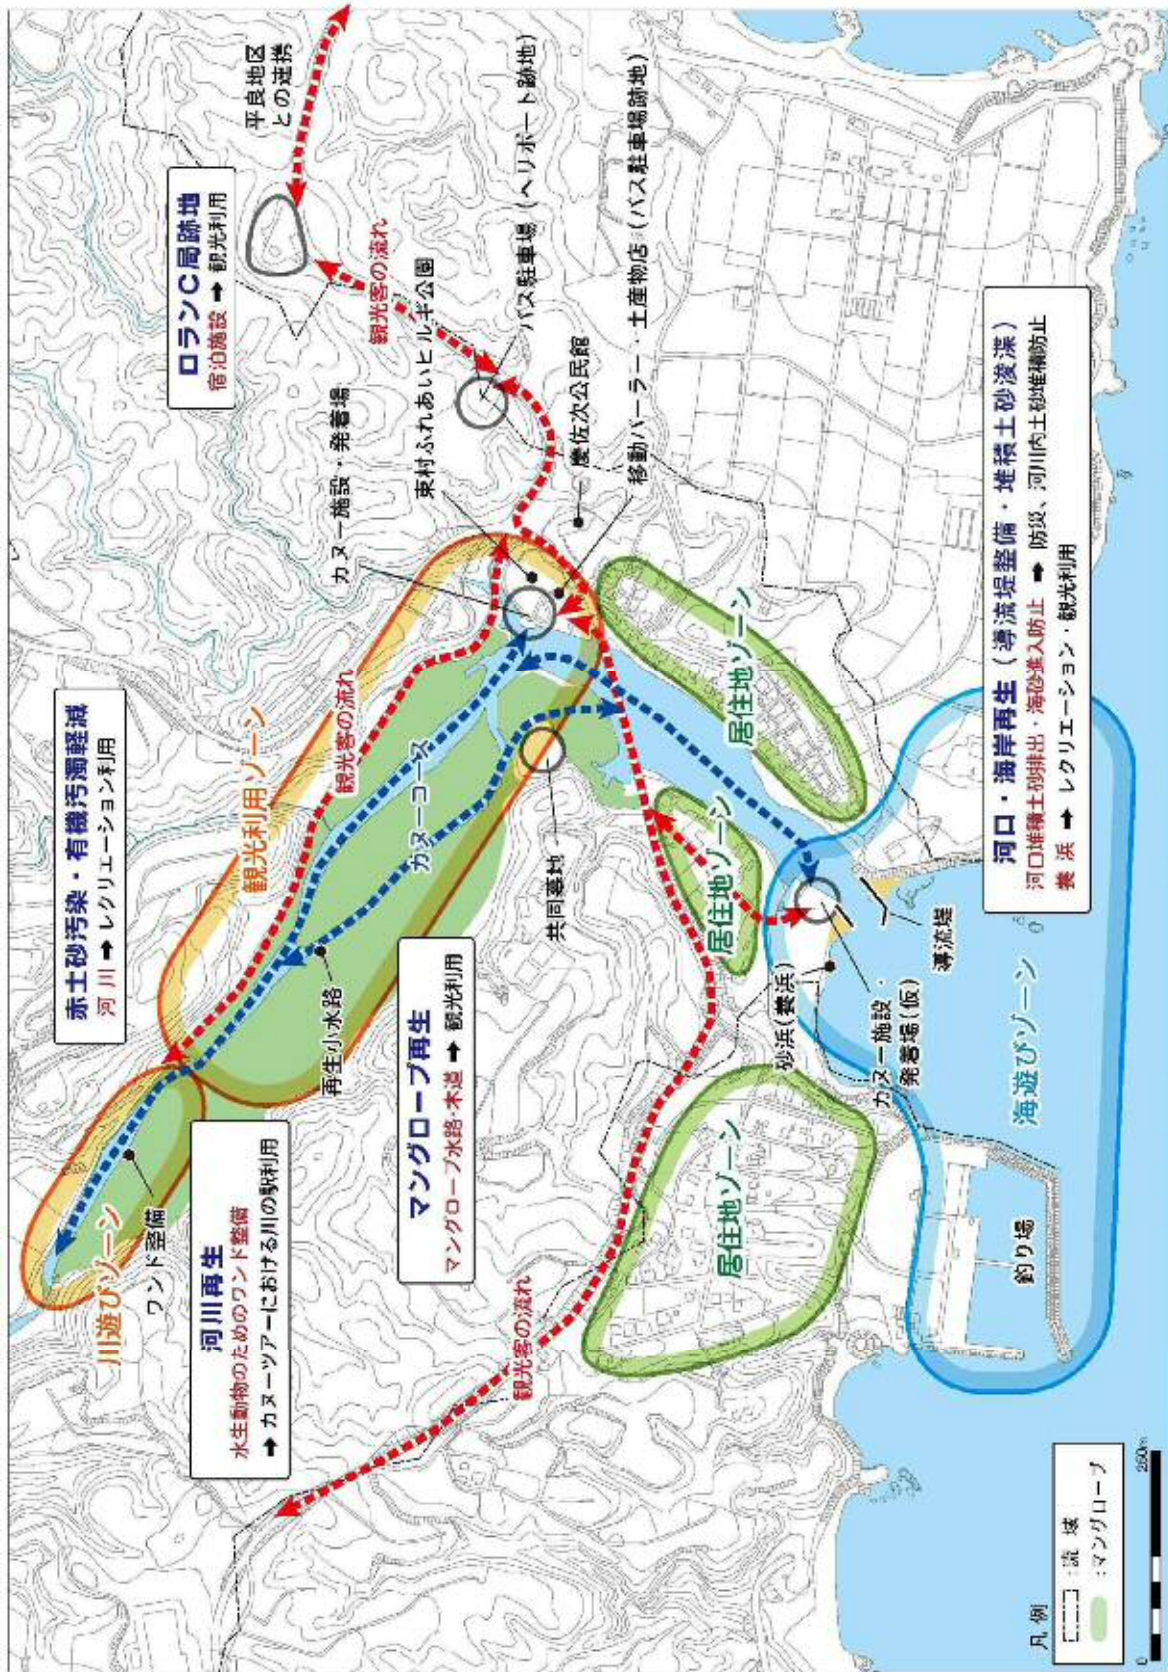 赤土砂汚染・有機汚濁軽減
河 川 ➡ レクリエーション利用
ロランC局跡地
宿泊施設 ➡ 観光利用
平良地区
との連携
川遊びゾーン
ワンド整備
観光利用ゾーン
観光客の流れ
カヌーコース
再生小水路
カヌー施設・発着場
東村ふれあいヒルギ公園
観光客の流れ
バス駐車場(ヘリポート跡地)
河川再生
水生動物のためのワンド整備
➡ カヌーツアーにおける川の駅利用
マングローブ再生
マングローブ水路・木道 ➡ 観光利用
共同墓地
慶佐次公民館
移動パーラー・土産物店(バス駐車場跡地)
観光客の流れ
居住地ゾーン
居住地ゾーン
居住地ゾーン
砂浜(養浜)
カヌー施設・
発着場(仮)
導流堤
海遊びゾーン
釣り場
河口・海岸再生(導流堤整備・堆積土砂浚渫)
河口堆積土砂排出・海砂進入防止 ➡ 防災、河川内土砂堆積防止
養 浜 ➡ レクリエーション・観光利用
凡 例
:流 域
:マングローブ
0 250m